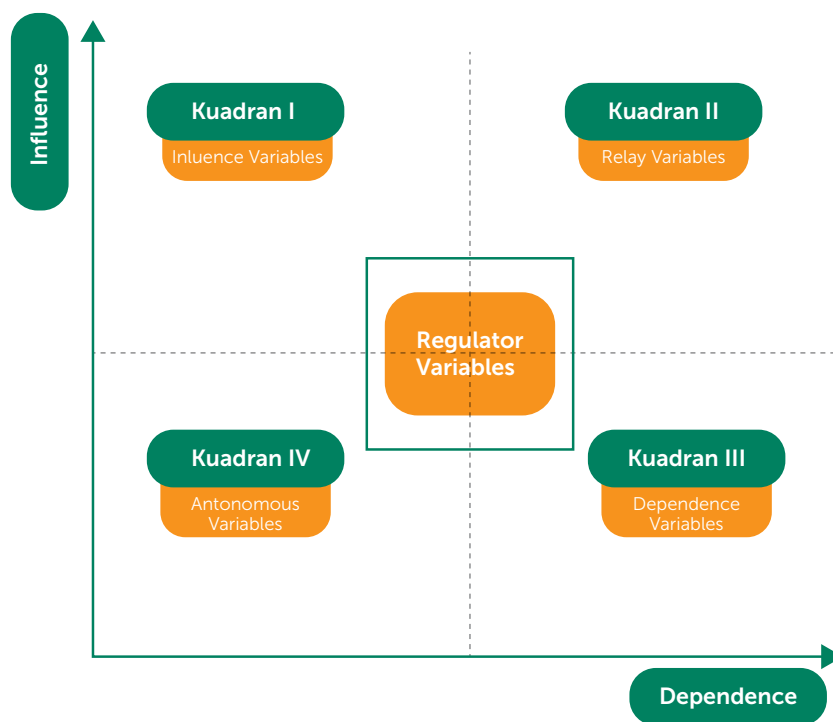 Influence
Kuadran I
Inluence Variables
Kuadran II
Relay Variables
Regulator
Variables
Kuadran IV
Antonomous
Variables
Kuadran III
Dependence
Variables
Dependence